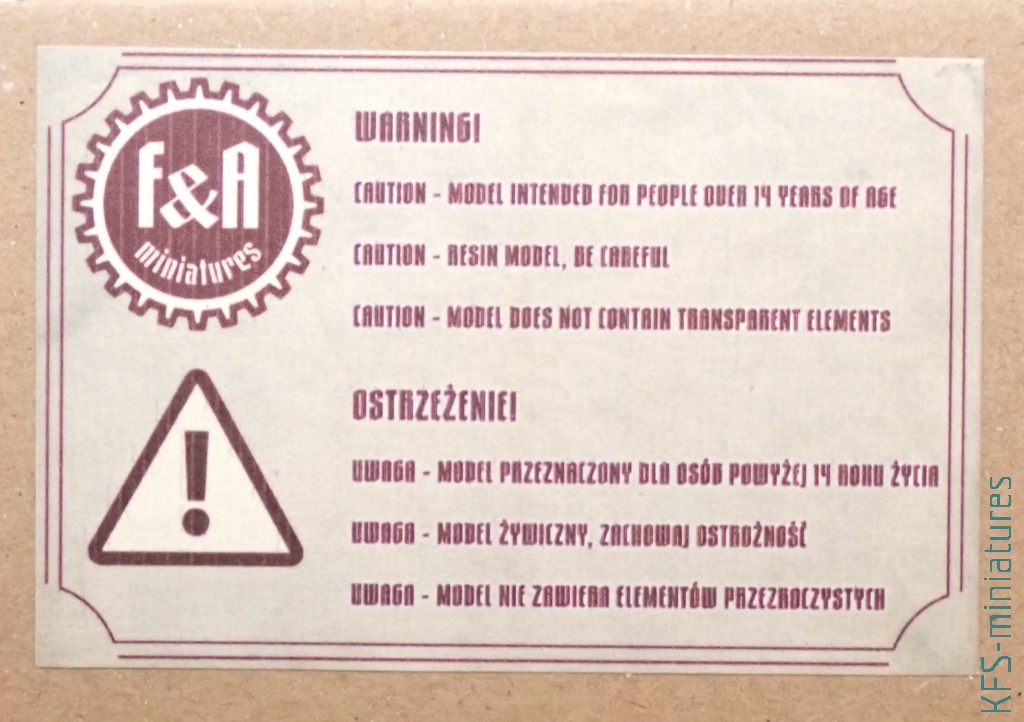 F&A
miniatures
WARNING!
CAUTION - MODEL INTENDED FOR PEOPLE OVER 14 YEARS OF AGE
CAUTION - RESIN MODEL, BE CAREFUL
CAUTION - MODEL DOES NOT CONTAIN TRANSPARENT ELEMENTS
OSTRZEŻENIE!
UWAGA - MODEL PRZEZNACZONY DLA OSÓB POWYŻEJ 14 ROKU ŻYCIA
UWAGA - MODEL ŻYWICZNY, ZACHOWAJ OSTROŻNOŚĆ
UWAGA - MODEL NIE ZAWIERA ELEMENTÓW PRZEZROCZYSTYCH
KFS-miniatures